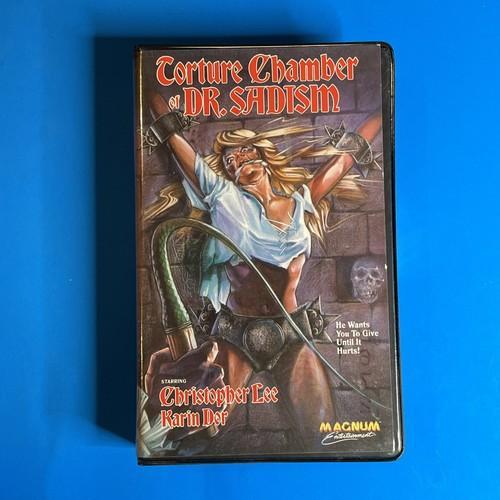 Torture Chamber
of DR. SADISM
He Wants
You To Give
Until It
Hurts!
STARRING
Christopher Lee
Karin Dor
MAGNUM
Entertainment